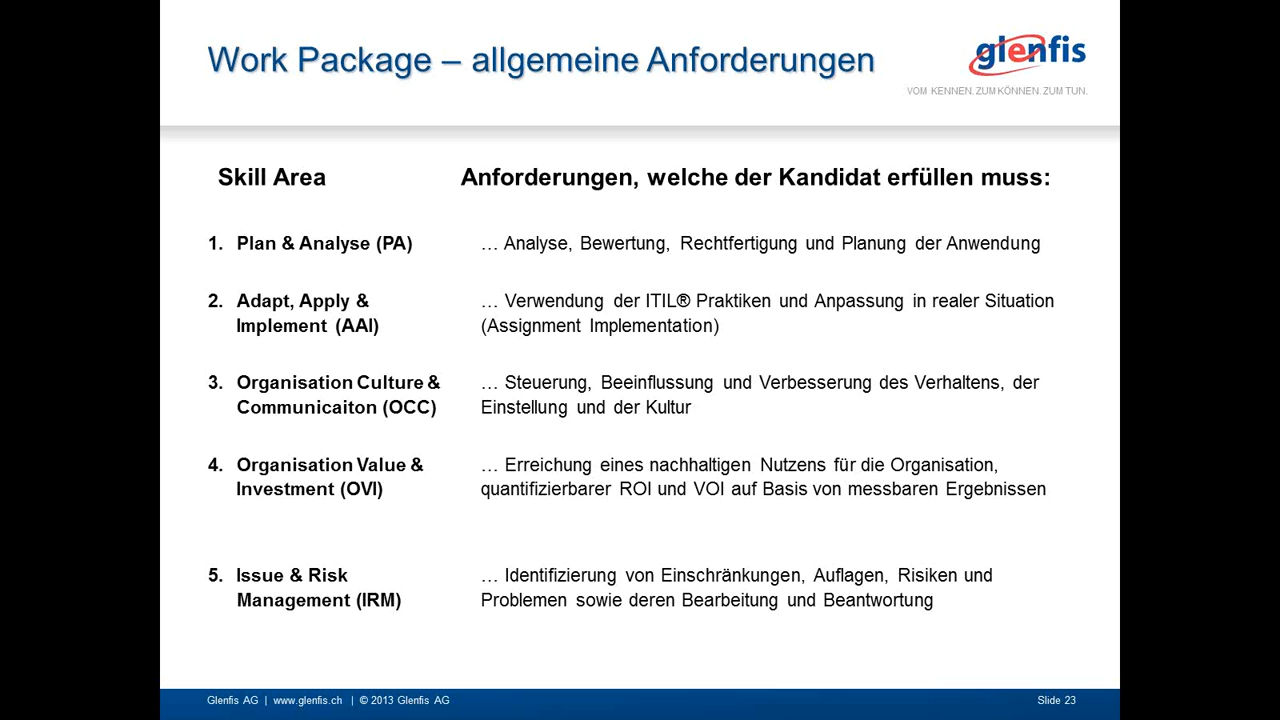 Work Package – allgemeine Anforderungen
glenfis
VOM KENNEN. ZUM KÖNNEN. ZUM TUN.
Skill Area
Anforderungen, welche der Kandidat erfüllen muss:
1. Plan & Analyse (PA)
… Analyse, Bewertung, Rechtfertigung und Planung der Anwendung
2. Adapt, Apply &
Implement (AAI)
… Verwendung der ITIL® Praktiken und Anpassung in realer Situation
(Assignment Implementation)
3. Organisation Culture &
Communicaiton (OCC)
… Steuerung, Beeinflussung und Verbesserung des Verhaltens, der
Einstellung und der Kultur
4. Organisation Value &
Investment (OVI)
… Erreichung eines nachhaltigen Nutzens für die Organisation,
quantifizierbarer ROI und VOI auf Basis von messbaren Ergebnissen
5. Issue & Risk
Management (IRM)
… Identifizierung von Einschränkungen, Auflagen, Risiken und
Problemen sowie deren Bearbeitung und Beantwortung
Glenfis AG | www.glenfis.ch | © 2013 Glenfis AG
Slide 23